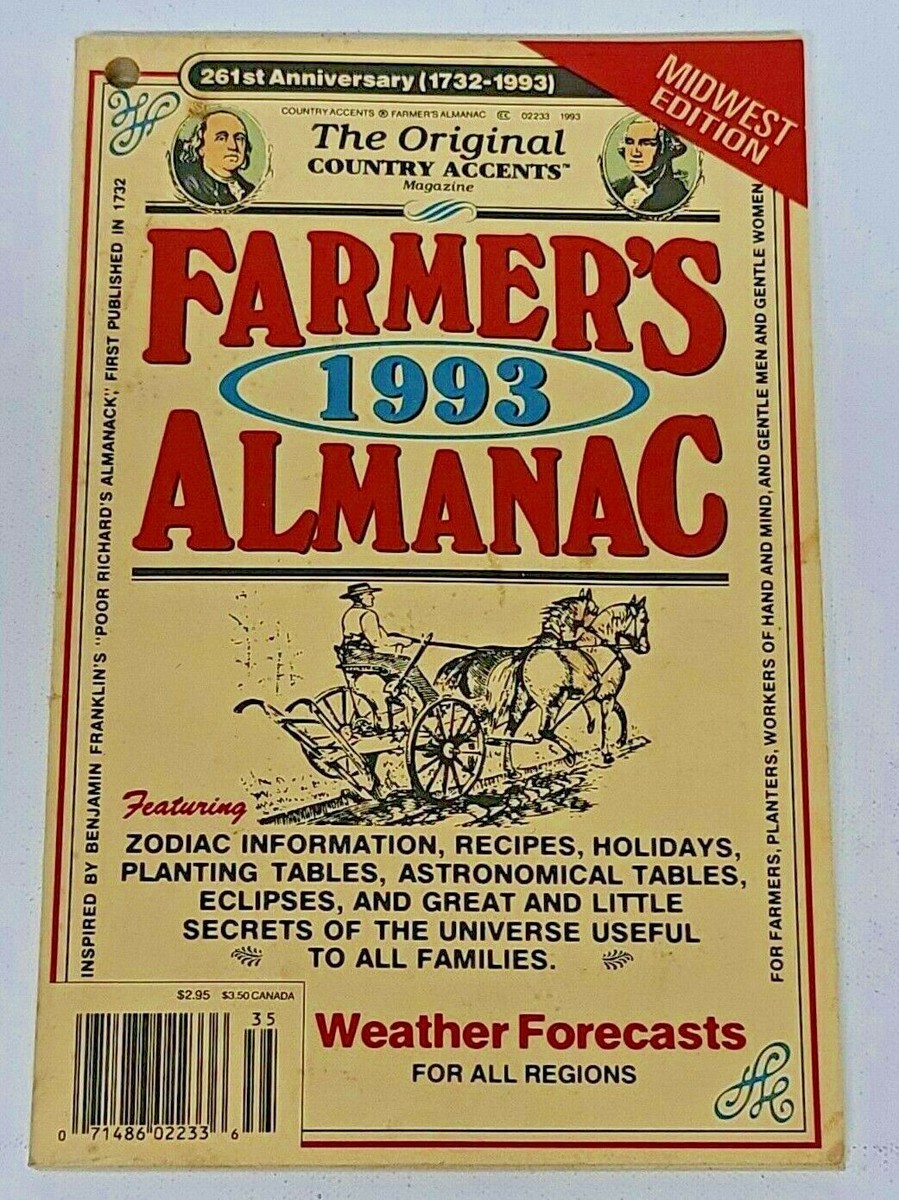 261st Anniversary (1732-1993)
MIDWEST
EDITION
COUNTRY ACCENTS ® FARMER'S ALMANAC CC 02233 1993
The Original
COUNTRY ACCENTS™
Magazine
FARMER'S
1993
ALMANAC
INSPIRED BY BENJAMIN FRANKLIN'S "POOR RICHARD'S ALMANACK," FIRST PUBLISHED IN 1732
FOR FARMERS, PLANTERS, WORKERS OF HAND AND MIND, AND GENTLE MEN AND GENTLE WOMEN
Featuring
ZODIAC INFORMATION, RECIPES, HOLIDAYS,
PLANTING TABLES, ASTRONOMICAL TABLES,
ECLIPSES, AND GREAT AND LITTLE
SECRETS OF THE UNIVERSE USEFUL
TO ALL FAMILIES.
$2.95 $3.50 CANADA
35
0 71486 02233 6
Weather Forecasts
FOR ALL REGIONS